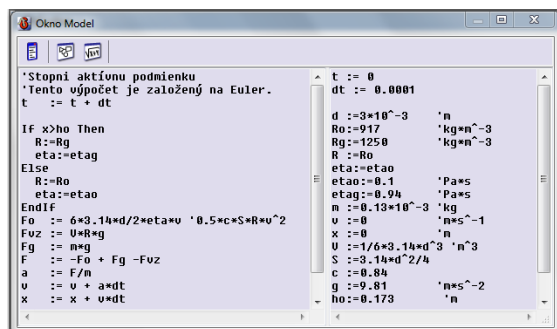 Okno Model
'Stopni aktívnu podmienku
'Tento výpočet je založený na Euler.
t := t + dt
If x>ho Then
R:=Rg
eta:=etag
Else
R:=Ro
eta:=etao
EndIf
Fo := 6*3.14*d/2*eta*v '0.5*c*S*R*v^2
Fvz := V*R*g
Fg := m*g
F := -Fo + Fg -Fvz
a := F/m
v := v + a*dt
x := x + v*dt
t := 0
dt := 0.0001
d :=3*10^-3 'm
Ro:=917 'kg*m^-3
Rg:=1250 'kg*m^-3
R :=Ro
eta:=etao
etao:=0.1 'Pa*s
etag:=0.94 'Pa*s
m :=0.13*10^-3 'kg
v :=0 'm*s^-1
x :=0 'm
V :=1/6*3.14*d^3 'm^3
S :=3.14*d^2/4
c :=0.84
g :=9.81 'm*s^-2
ho:=0.173 'm